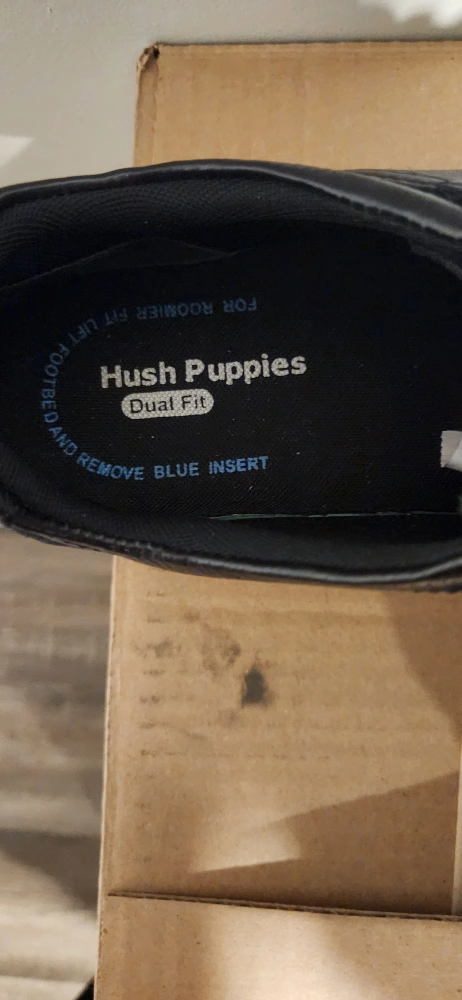 FOR ROOMIER FIT LIFT FOOTBED AND REMOVE BLUE INSERT
Hush Puppies
Dual Fit